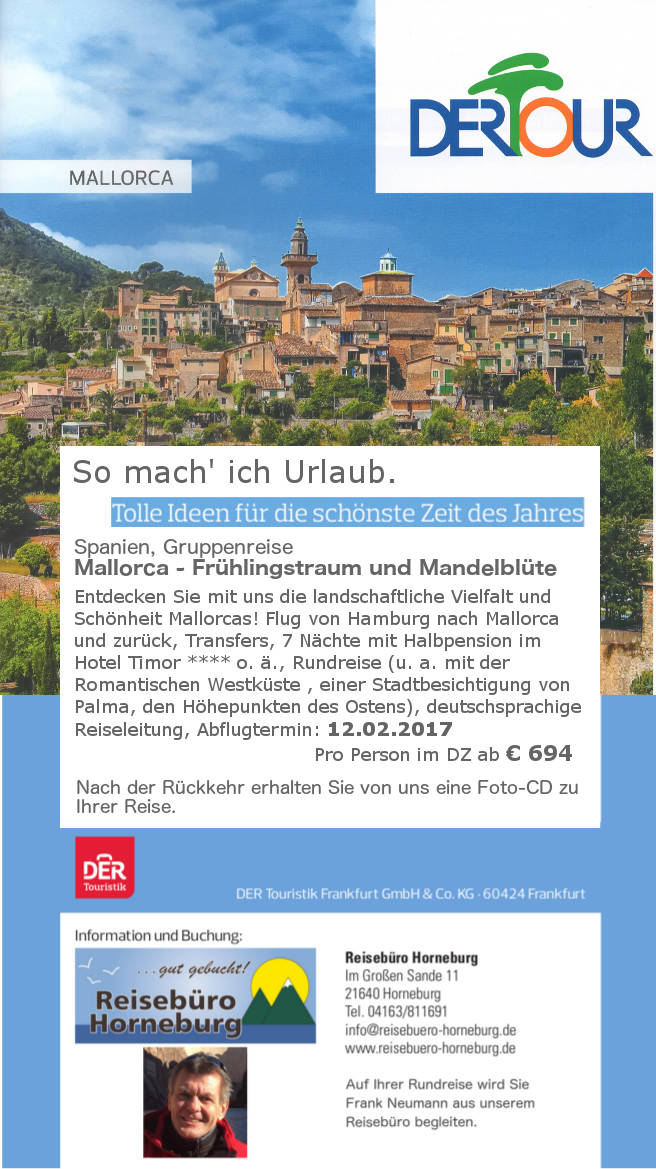 DERTOUR
MALLORCA
So mach' ich Urlaub.
Tolle Ideen für die schönste Zeit des Jahres
Spanien, Gruppenreise
Mallorca - Frühlingstraum und Mandelblüte
Entdecken Sie mit uns die landschaftliche Vielfalt und
Schönheit Mallorcas! Flug von Hamburg nach Mallorca
und zurück, Transfers, 7 Nächte mit Halbpension im
Hotel Timor **** o. ä., Rundreise (u. a. mit der
Romantischen Westküste , einer Stadtbesichtigung von
Palma, den Höhepunkten des Ostens), deutschsprachige
Reiseleitung, Abflugtermin: 12.02.2017
Pro Person im DZ ab € 694
Nach der Rückkehr erhalten Sie von uns eine Foto-CD zu
Ihrer Reise.
DER
Touristik
DER Touristik Frankfurt GmbH & Co. KG · 60424 Frankfurt
Information und Buchung:
...gut gebucht!
Reisebüro
Horneburg
Reisebüro Horneburg
Im Großen Sande 11
21640 Horneburg
Tel. 04163/811691
info@reisebuero-horneburg.de
www.reisebuero-horneburg.de
Auf Ihrer Rundreise wird Sie
Frank Neumann aus unserem
Reisebüro begleiten.